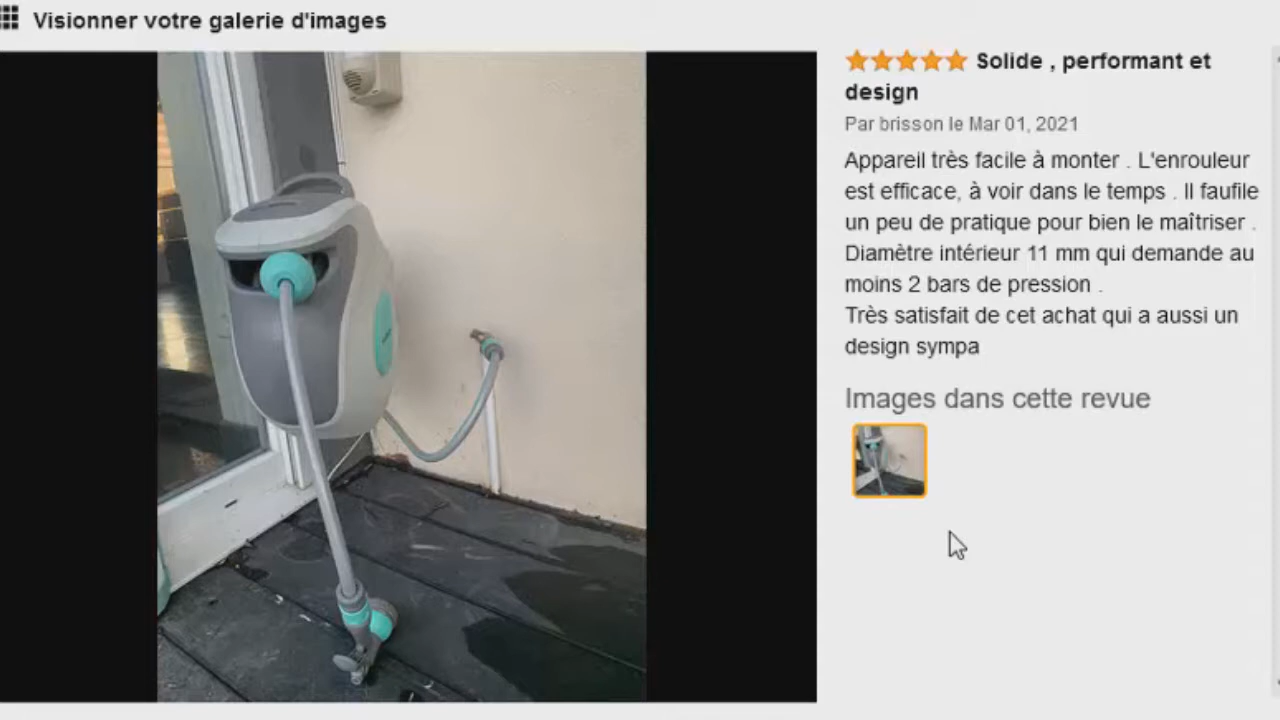 Visionner votre galerie d'images
Solide , performant et
design
Par brisson le Mar 01, 2021
Appareil très facile à monter . L'enrouleur
est efficace, à voir dans le temps . Il faufile
un peu de pratique pour bien le maîtriser .
Diamètre intérieur 11 mm qui demande au
moins 2 bars de pression .
Très satisfait de cet achat qui a aussi un
design sympa
Images dans cette revue